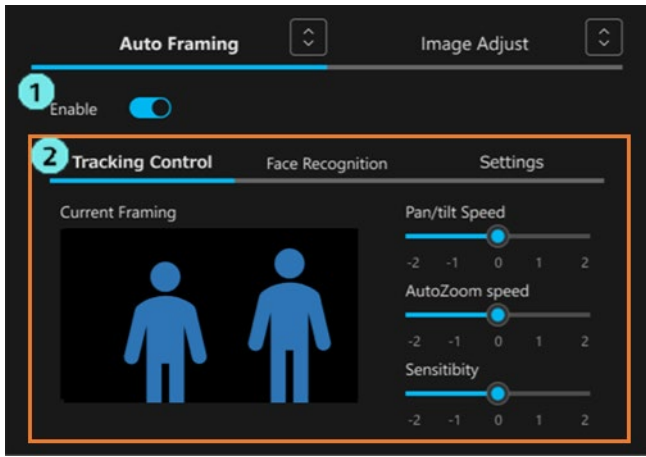 Auto Framing
Image Adjust
1
Enable
2
Tracking Control
Face Recognition
Settings
Current Framing
Pan/tilt Speed
-2 -1 0 1 2
AutoZoom speed
-2 -1 0 1 2
Sensitibity
-2 -1 0 1 2